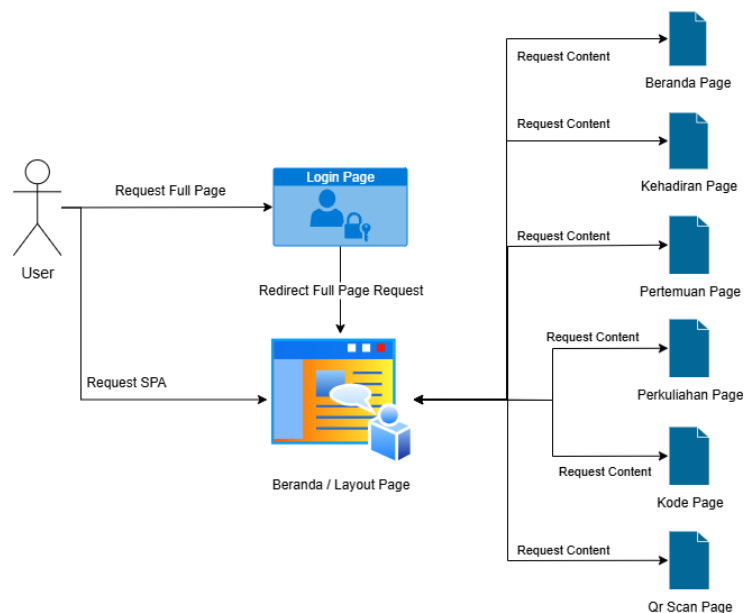 Request Content
Beranda Page
Request Content
Kehadiran Page
Login Page
Request Full Page
User
Request Content
Pertemuan Page
Redirect Full Page Request
Request Content
Request SPA
Perkuliahan Page
Beranda / Layout Page
Request Content
Kode Page
Request Content
Qr Scan Page